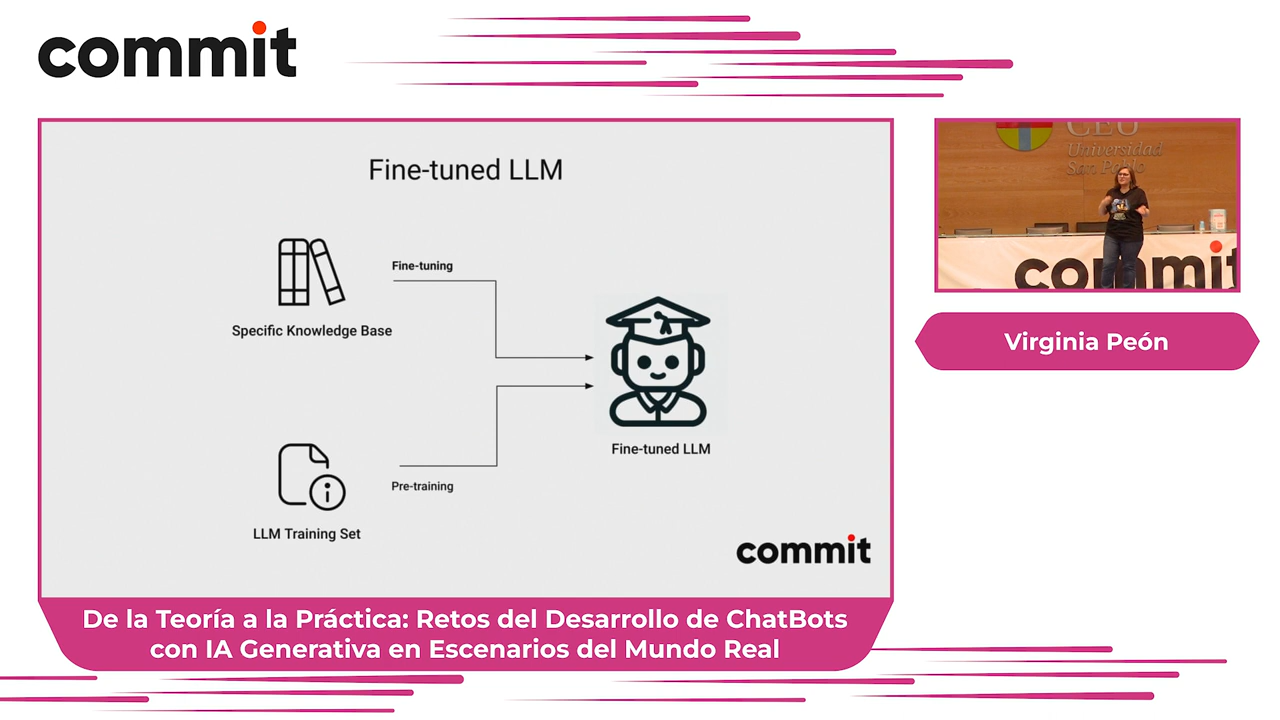 commit
Fine-tuned LLM
Fine-tuning
Specific Knowledge Base
Fine-tuned LLM
Pre-training
LLM Training Set
commit
De la Teoría a la Práctica: Retos del Desarrollo de ChatBots
con IA Generativa en Escenarios del Mundo Real
CEU
Universidad
San Pablo
commit
Virginia Peón